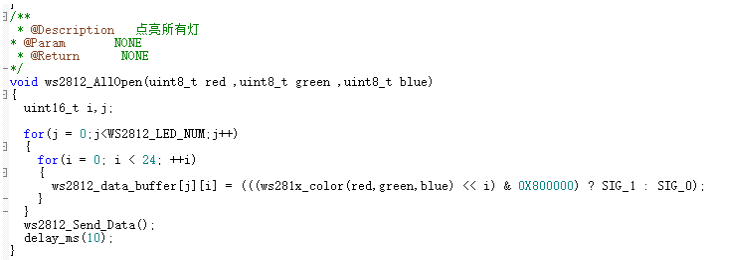 /**
 * @Description   点亮所有灯
* @Param       NONE
 * @Return      NONE
*/
void ws2812_AllOpen(uint8_t red ,uint8_t green ,uint8_t blue)
{
  uint16_t i,j;

  for(j = 0;j<WS2812_LED_NUM;j++)
  {
    for(i = 0; i < 24; ++i)
    {
      ws2812_data_buffer[j][i] = (((ws281x_color(red,green,blue) << i) & 0X800000) ? SIG_1 : SIG_0);
    }
  }
  ws2812_Send_Data();
  delay_ms(10);
}